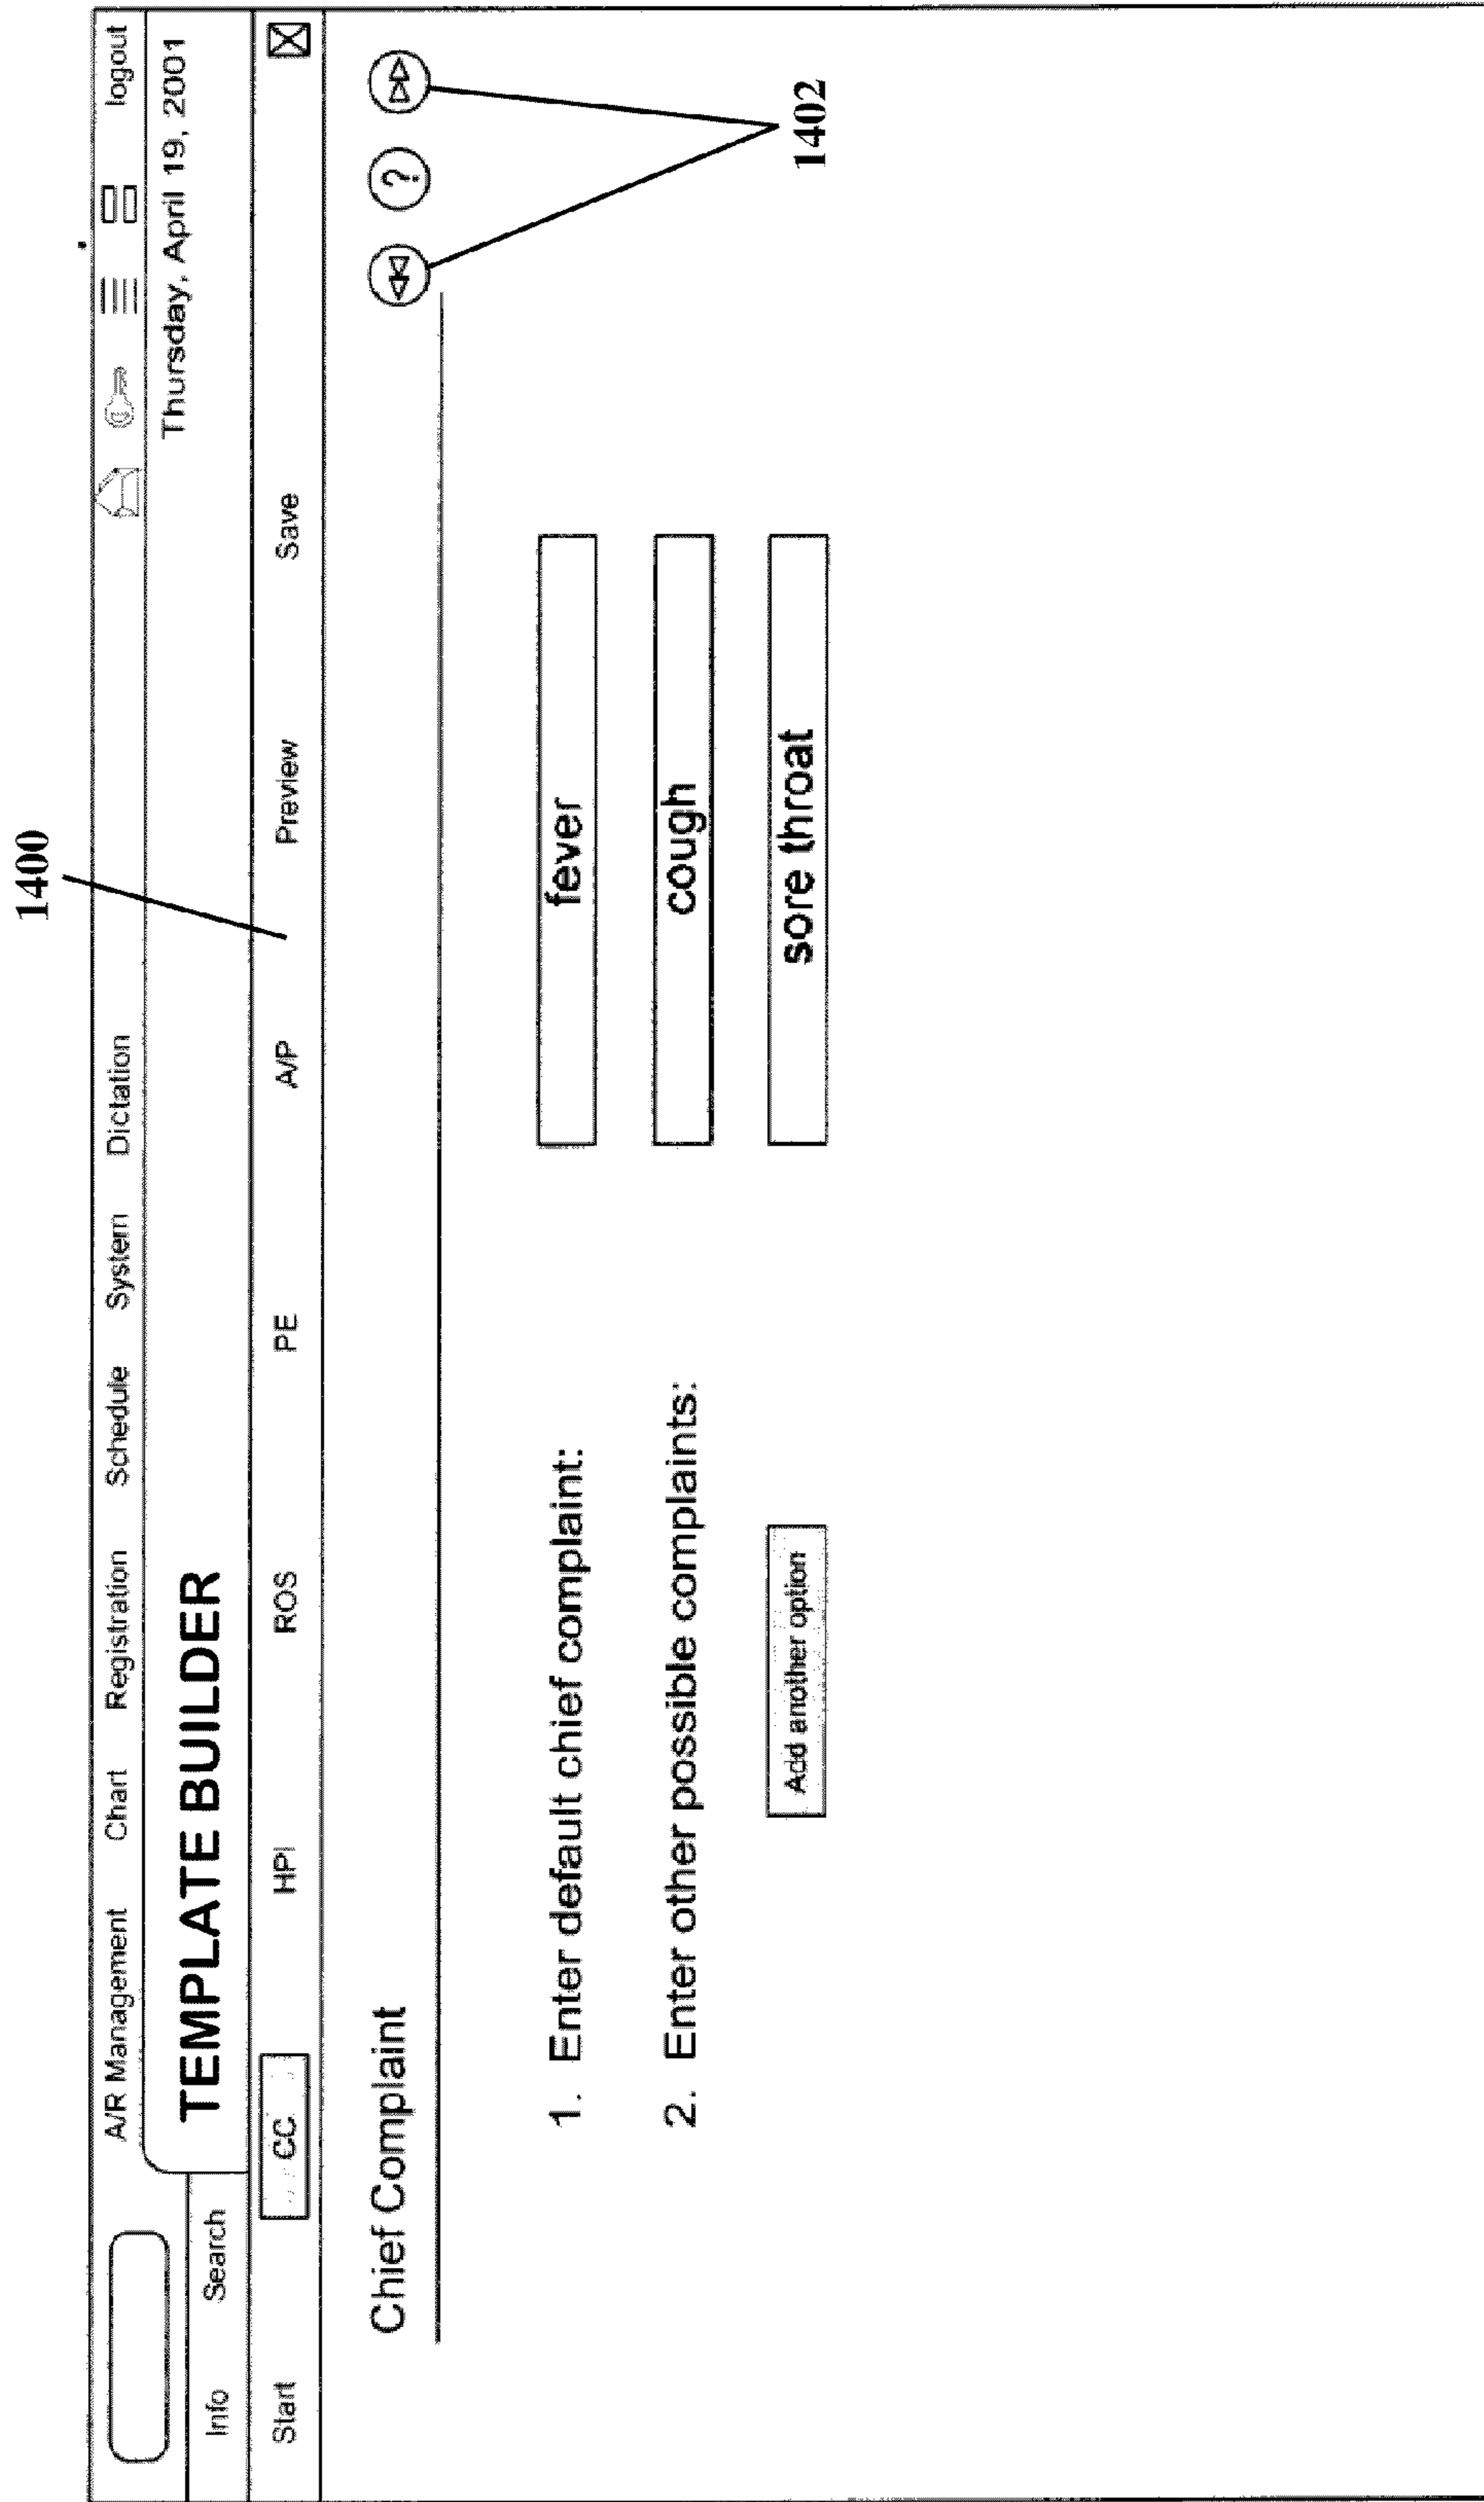 1400
A/R Management Chart Registration Schedule System Dictation logout
TEMPLATE BUILDER Thursday, April 19, 2001
Info Search
Start CC HPI ROS PE A/P Preview Save
Chief Complaint ?
1. Enter default chief complaint: fever
2. Enter other possible complaints: cough
Add another option sore throat
1402